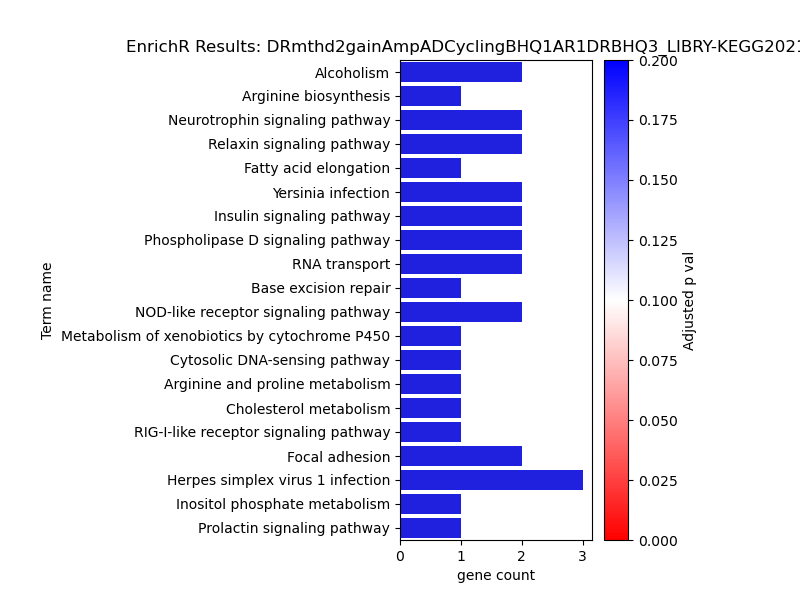 EnrichR Results: DRmthd2gainAmpADCyclingBHQ1AR1DRBHQ3_LIBRY-KEGG2021
Alcoholism
Arginine biosynthesis
Neurotrophin signaling pathway
Relaxin signaling pathway
Fatty acid elongation
Yersinia infection
Insulin signaling pathway
Phospholipase D signaling pathway
RNA transport
Base excision repair
NOD-like receptor signaling pathway
Metabolism of xenobiotics by cytochrome P450
Cytosolic DNA-sensing pathway
Arginine and proline metabolism
Cholesterol metabolism
RIG-I-like receptor signaling pathway
Focal adhesion
Herpes simplex virus 1 infection
Inositol phosphate metabolism
Prolactin signaling pathway
Term name
0 1 2 3
gene count
0.200
0.175
0.150
0.125
0.100
0.075
0.050
0.025
0.000
Adjusted p val